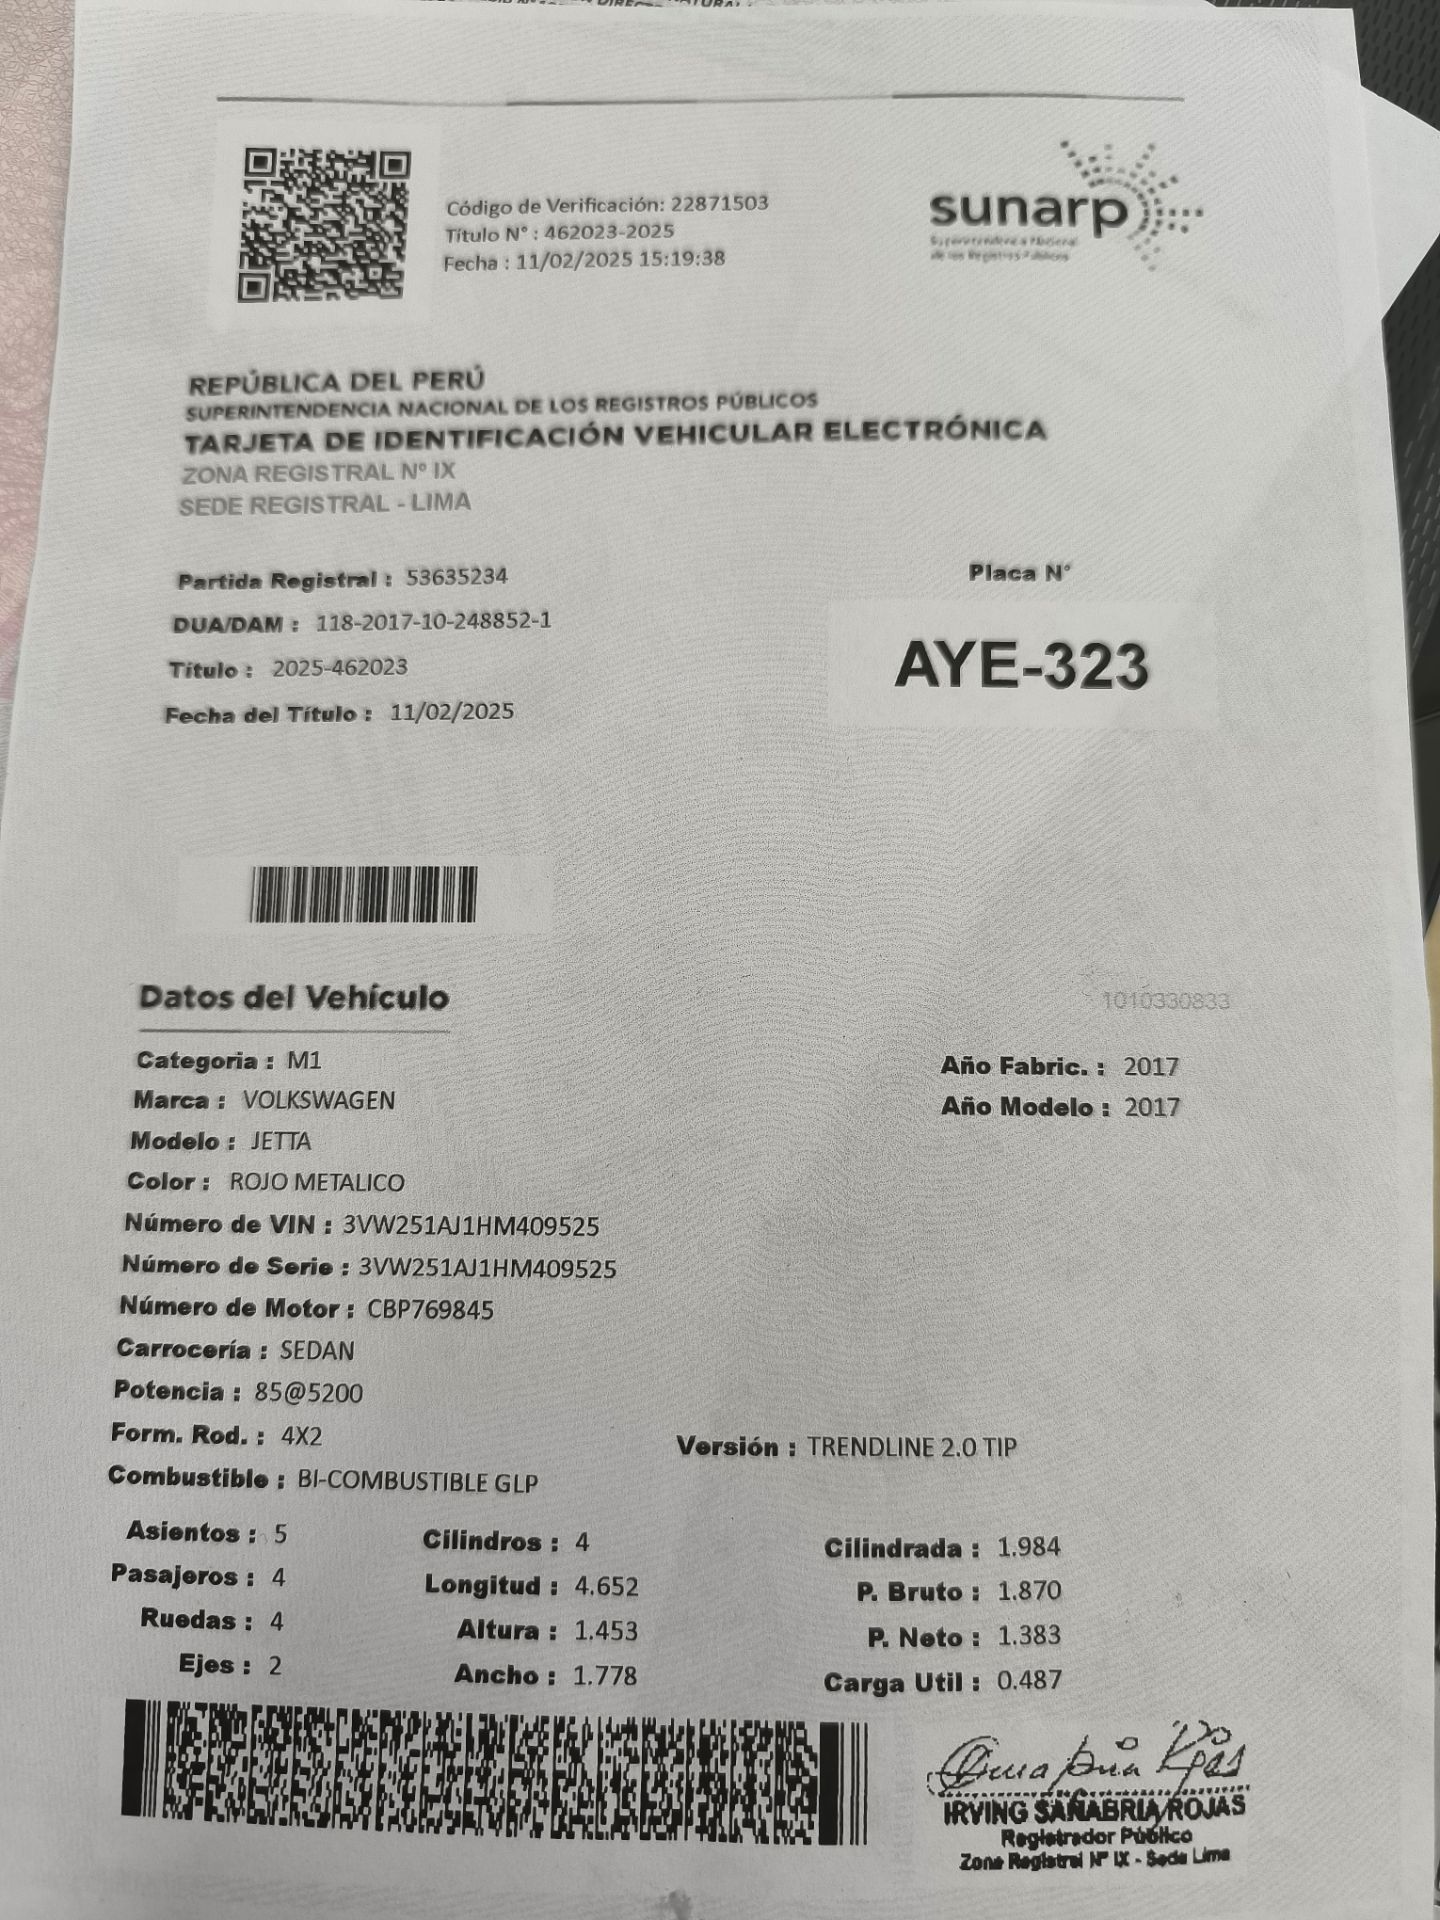 Código de Verificación: 22871503
Título N° : 462023-2025
Fecha : 11/02/2025 15:19:38
sunarp
Superintendencia Nacional
de los Registros Públicos
REPÚBLICA DEL PERÚ
SUPERINTENDENCIA NACIONAL DE LOS REGISTROS PÚBLICOS
TARJETA DE IDENTIFICACIÓN VEHICULAR ELECTRÓNICA
ZONA REGISTRAL N° IX
SEDE REGISTRAL - LIMA
Partida Registral : 53635234
DUA/DAM : 118-2017-10-248852-1
Título : 2025-462023
Fecha del Título : 11/02/2025
Placa N°
AYE-323
Datos del Vehículo
1010330833
Categoria : M1
Marca : VOLKSWAGEN
Modelo : JETTA
Color : ROJO METALICO
Número de VIN : 3VW251AJ1HM409525
Número de Serie : 3VW251AJ1HM409525
Número de Motor : CBP769845
Carrocería : SEDAN
Potencia : 85@5200
Form. Rod. : 4X2
Combustible : BI-COMBUSTIBLE GLP
Año Fabric. : 2017
Año Modelo : 2017
Versión : TRENDLINE 2.0 TIP
Asientos : 5
Pasajeros : 4
Ruedas : 4
Ejes : 2
Cilindros : 4
Longitud : 4.652
Altura : 1.453
Ancho : 1.778
Cilindrada : 1.984
P. Bruto : 1.870
P. Neto : 1.383
Carga Util : 0.487
IRVING SAÑABRIA ROJAS
Registrador Público
Zona Registral N° IX - Sede Lima